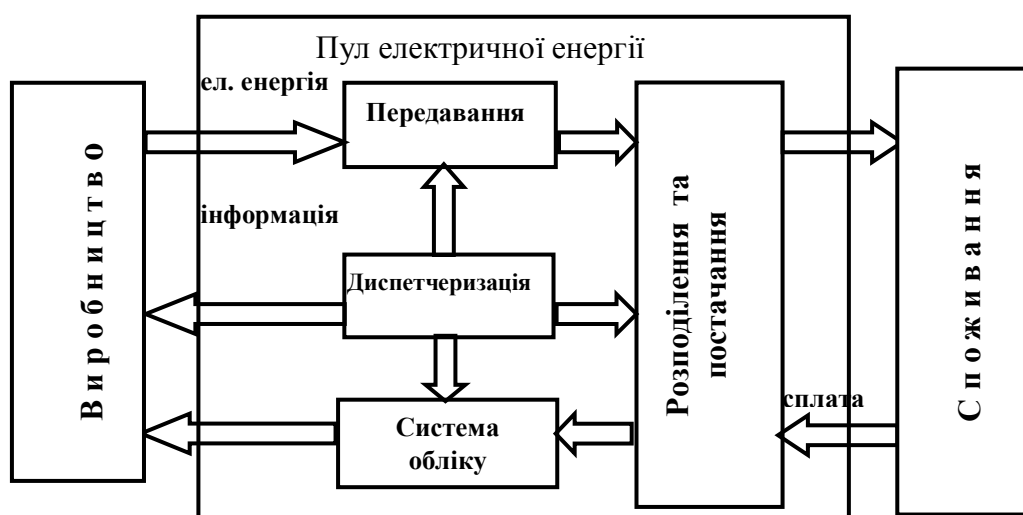 Пул електричної енергії
ел. енергія
Передавання
інформація
Диспетчеризація
Система
обліку
сплата
Виробництво
Розподілення та
постачання
Споживання